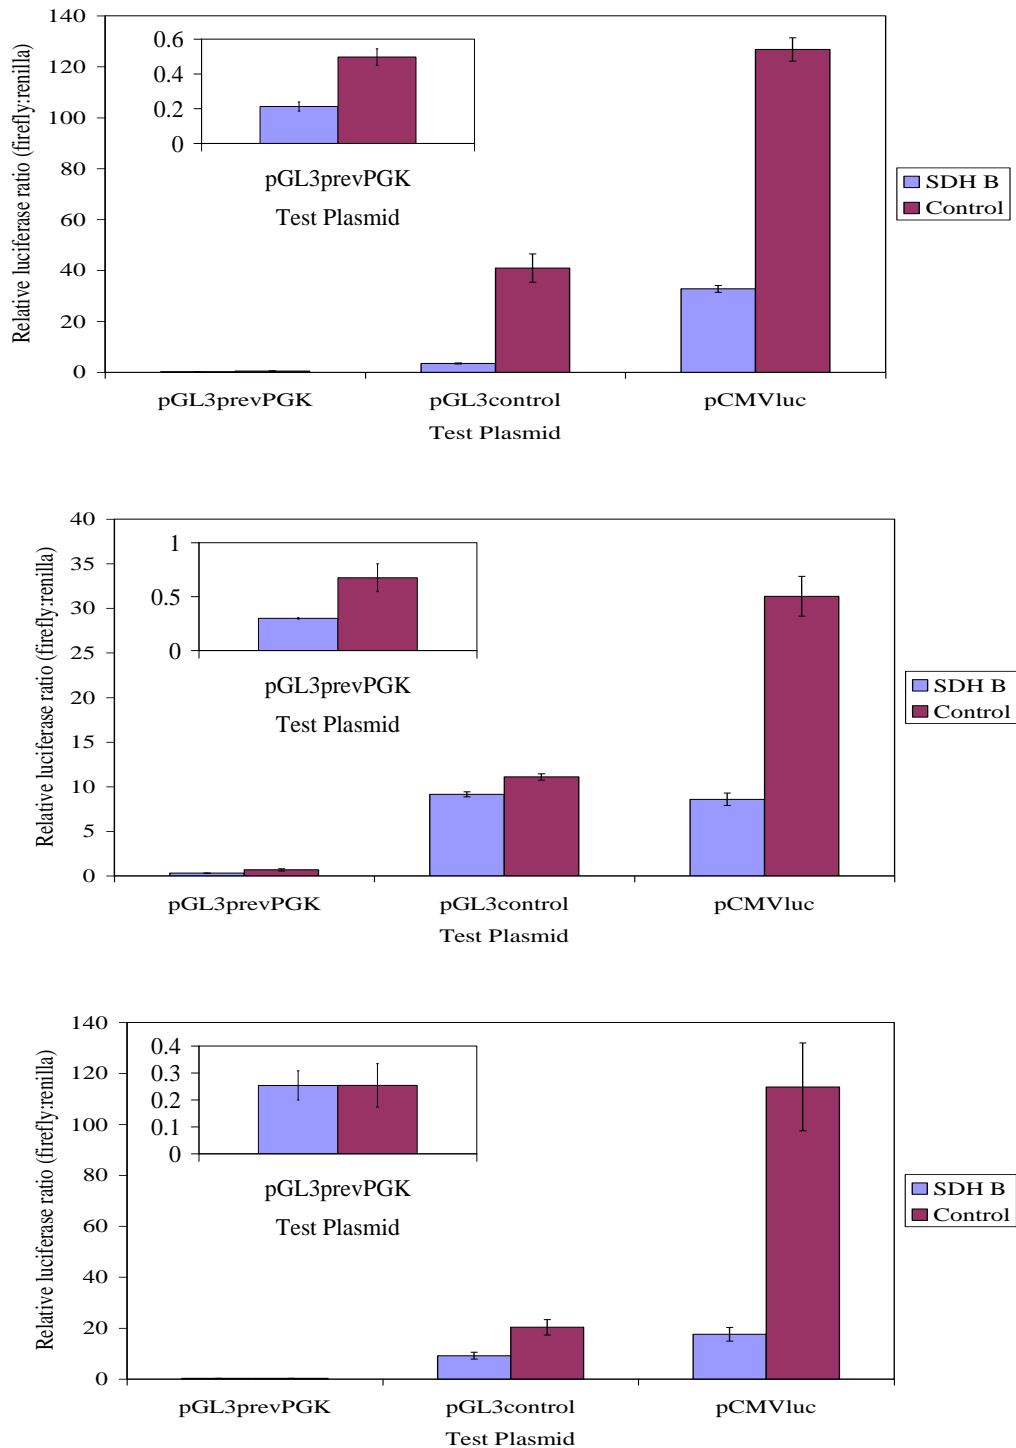 Relative luciferase ratio (firefly:renilla)
140
120
100
80
60
40
20
0
0.6
0.4
0.2
0
pGL3prevPGK
Test Plasmid
SDH B
Control
pGL3prevPGK pGL3control pCMVluc
Test Plasmid
Relative luciferase ratio (firefly:renilla)
40
35
30
25
20
15
10
5
0
1
0.5
0
pGL3prevPGK
Test Plasmid
SDH B
Control
pGL3prevPGK pGL3control pCMVluc
Test Plasmid
Relative luciferase ratio (firefly:renilla)
140
120
100
80
60
40
20
0
0.4
0.3
0.2
0.1
0
pGL3prevPGK
Test Plasmid
SDH B
Control
pGL3prevPGK pGL3control pCMVluc
Test Plasmid